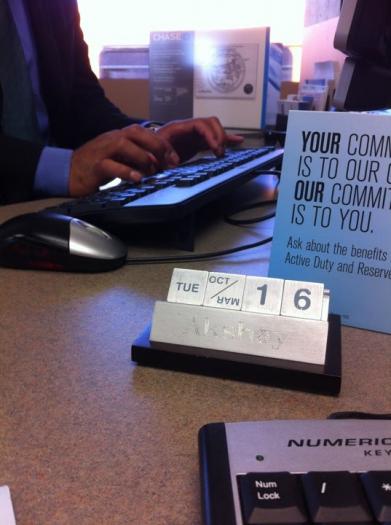 CHASE
YOUR COMM
IS TO OUR C
OUR COMMIT
IS TO YOU.
Ask about the benefits
Active Duty and Reserve
TUE
OCT
MAR
1 6
Akshay
NUMERIC
KEY
Num
Lock
/
*